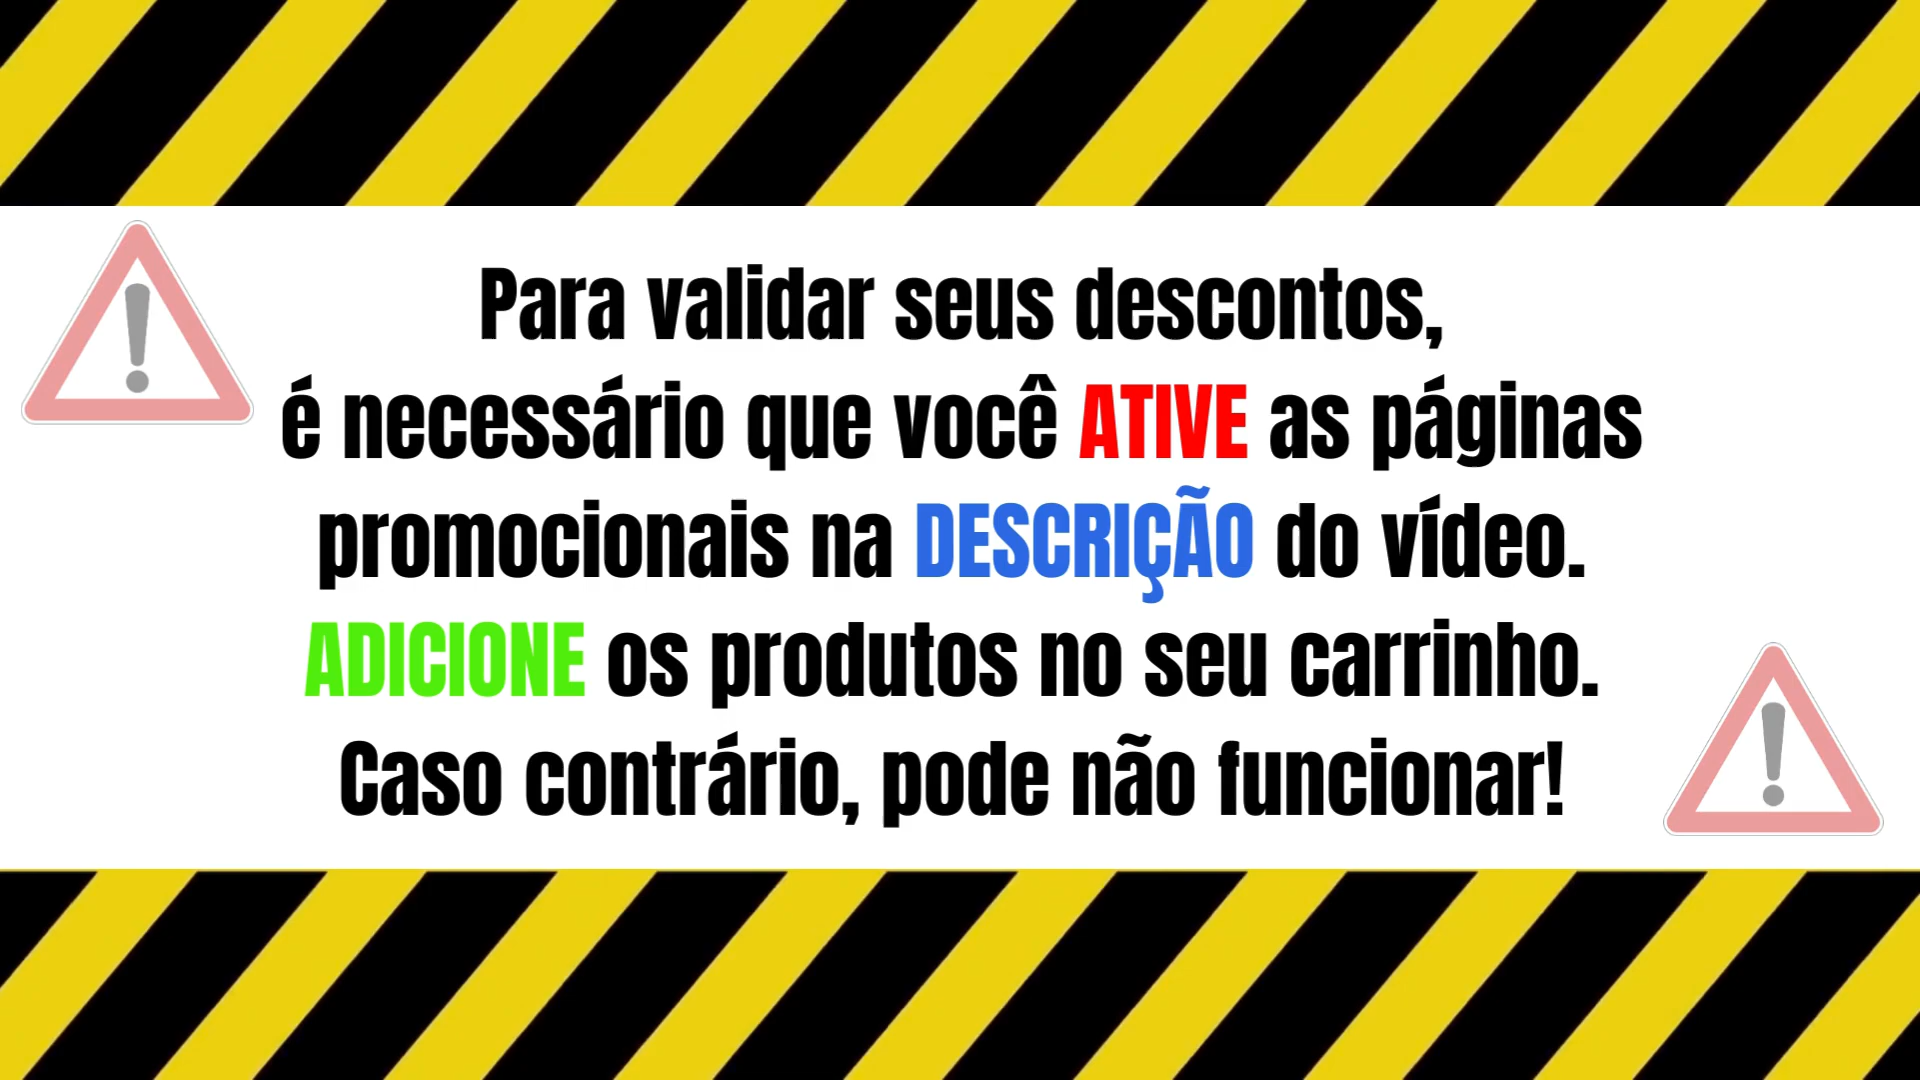 Para validar seus descontos,
é necessário que você ATIVE as páginas
promocionais na DESCRIÇÃO do vídeo.
ADICIONE os produtos no seu carrinho.
Caso contrário, pode não funcionar!